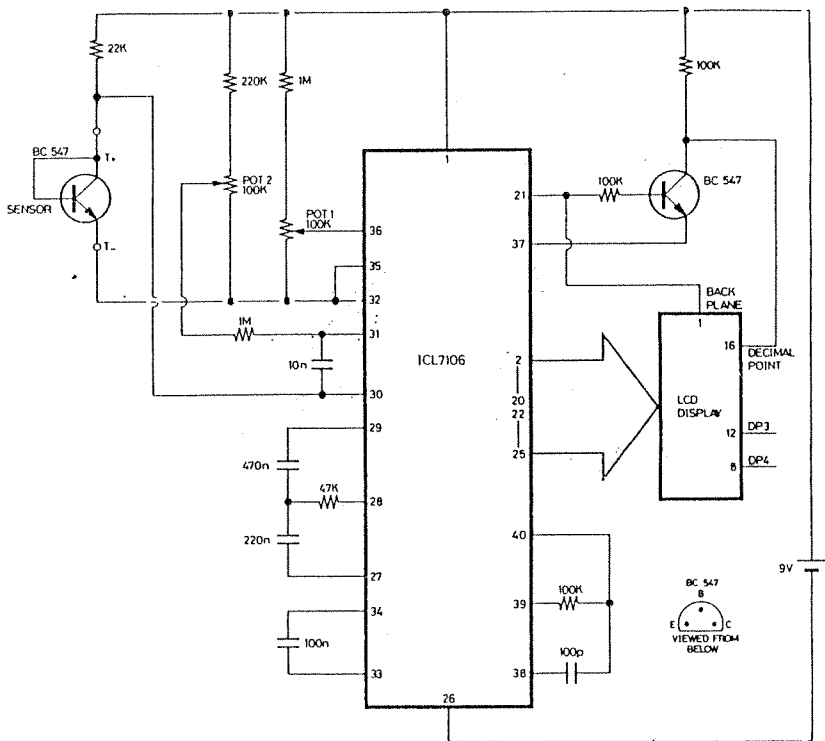 22K
220K
1M
100K
BC 547
T+
SENSOR
T-
POT 2
100K
POT 1
100K
1
36
35
32
31
30
29
28
27
34
33
26
ICL7106
21
37
2
20
22
25
40
39
38
100K
BC 547
1M
10n
470n
47K
220n
100n
100K
100p
BACK
PLANE
1
16
DECIMAL
POINT
LCD
DISPLAY
12
DP3
8
DP4
9V
BC 547
B
E
C
VIEWED FROM
BELOW